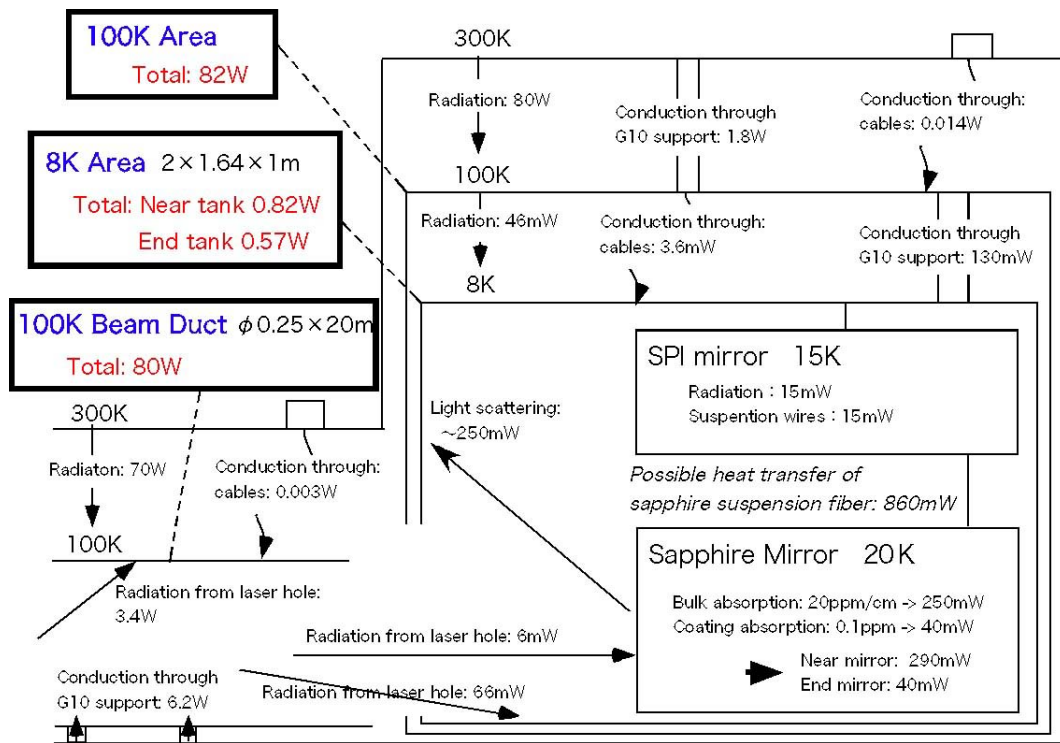 100K Area
Total: 82W
8K Area 2×1.64×1m
Total: Near tank 0.82W
End tank 0.57W
100K Beam Duct φ0.25×20m
Total: 80W
300K
Radiation: 80W
Conduction through
G10 support: 1.8W
Conduction through:
cables: 0.014W
100K
Radiation: 46mW
Conduction through:
cables: 3.6mW
Conduction through
G10 support: 130mW
8K
SPI mirror 15K
Radiation : 15mW
Suspention wires : 15mW
Light scattering:
~250mW
Possible heat transfer of
sapphire suspension fiber: 860mW
Sapphire Mirror 20K
Bulk absorption: 20ppm/cm -> 250mW
Coating absorption: 0.1ppm -> 40mW
Near mirror: 290mW
End mirror: 40mW
300K
Radiaton: 70W
Conduction through:
cables: 0.003W
100K
Radiation from laser hole:
3.4W
Radiation from laser hole: 6mW
Radiation from laser hole: 66mW
Conduction through
G10 support: 6.2W